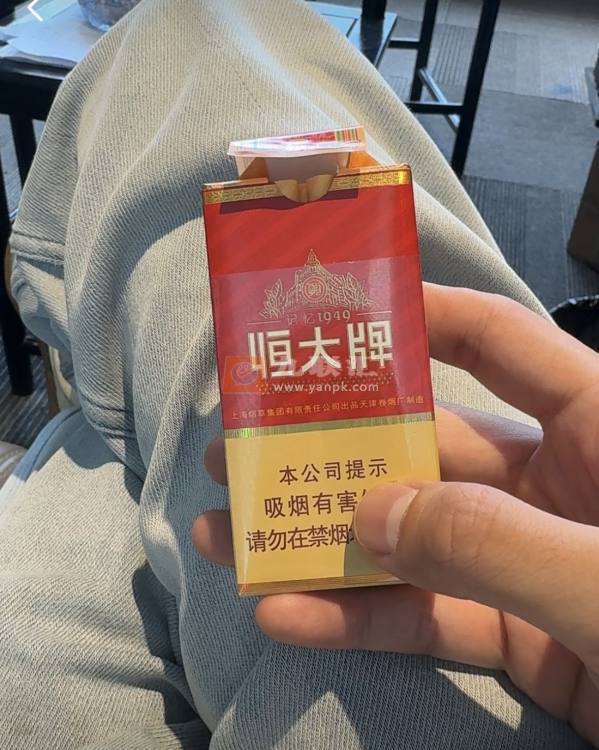 记忆1949
恒大牌
www.yanpk.com
上海烟草集团有限责任公司出品天津卷烟厂制造
本公司提示
吸烟有害
请勿在禁烟